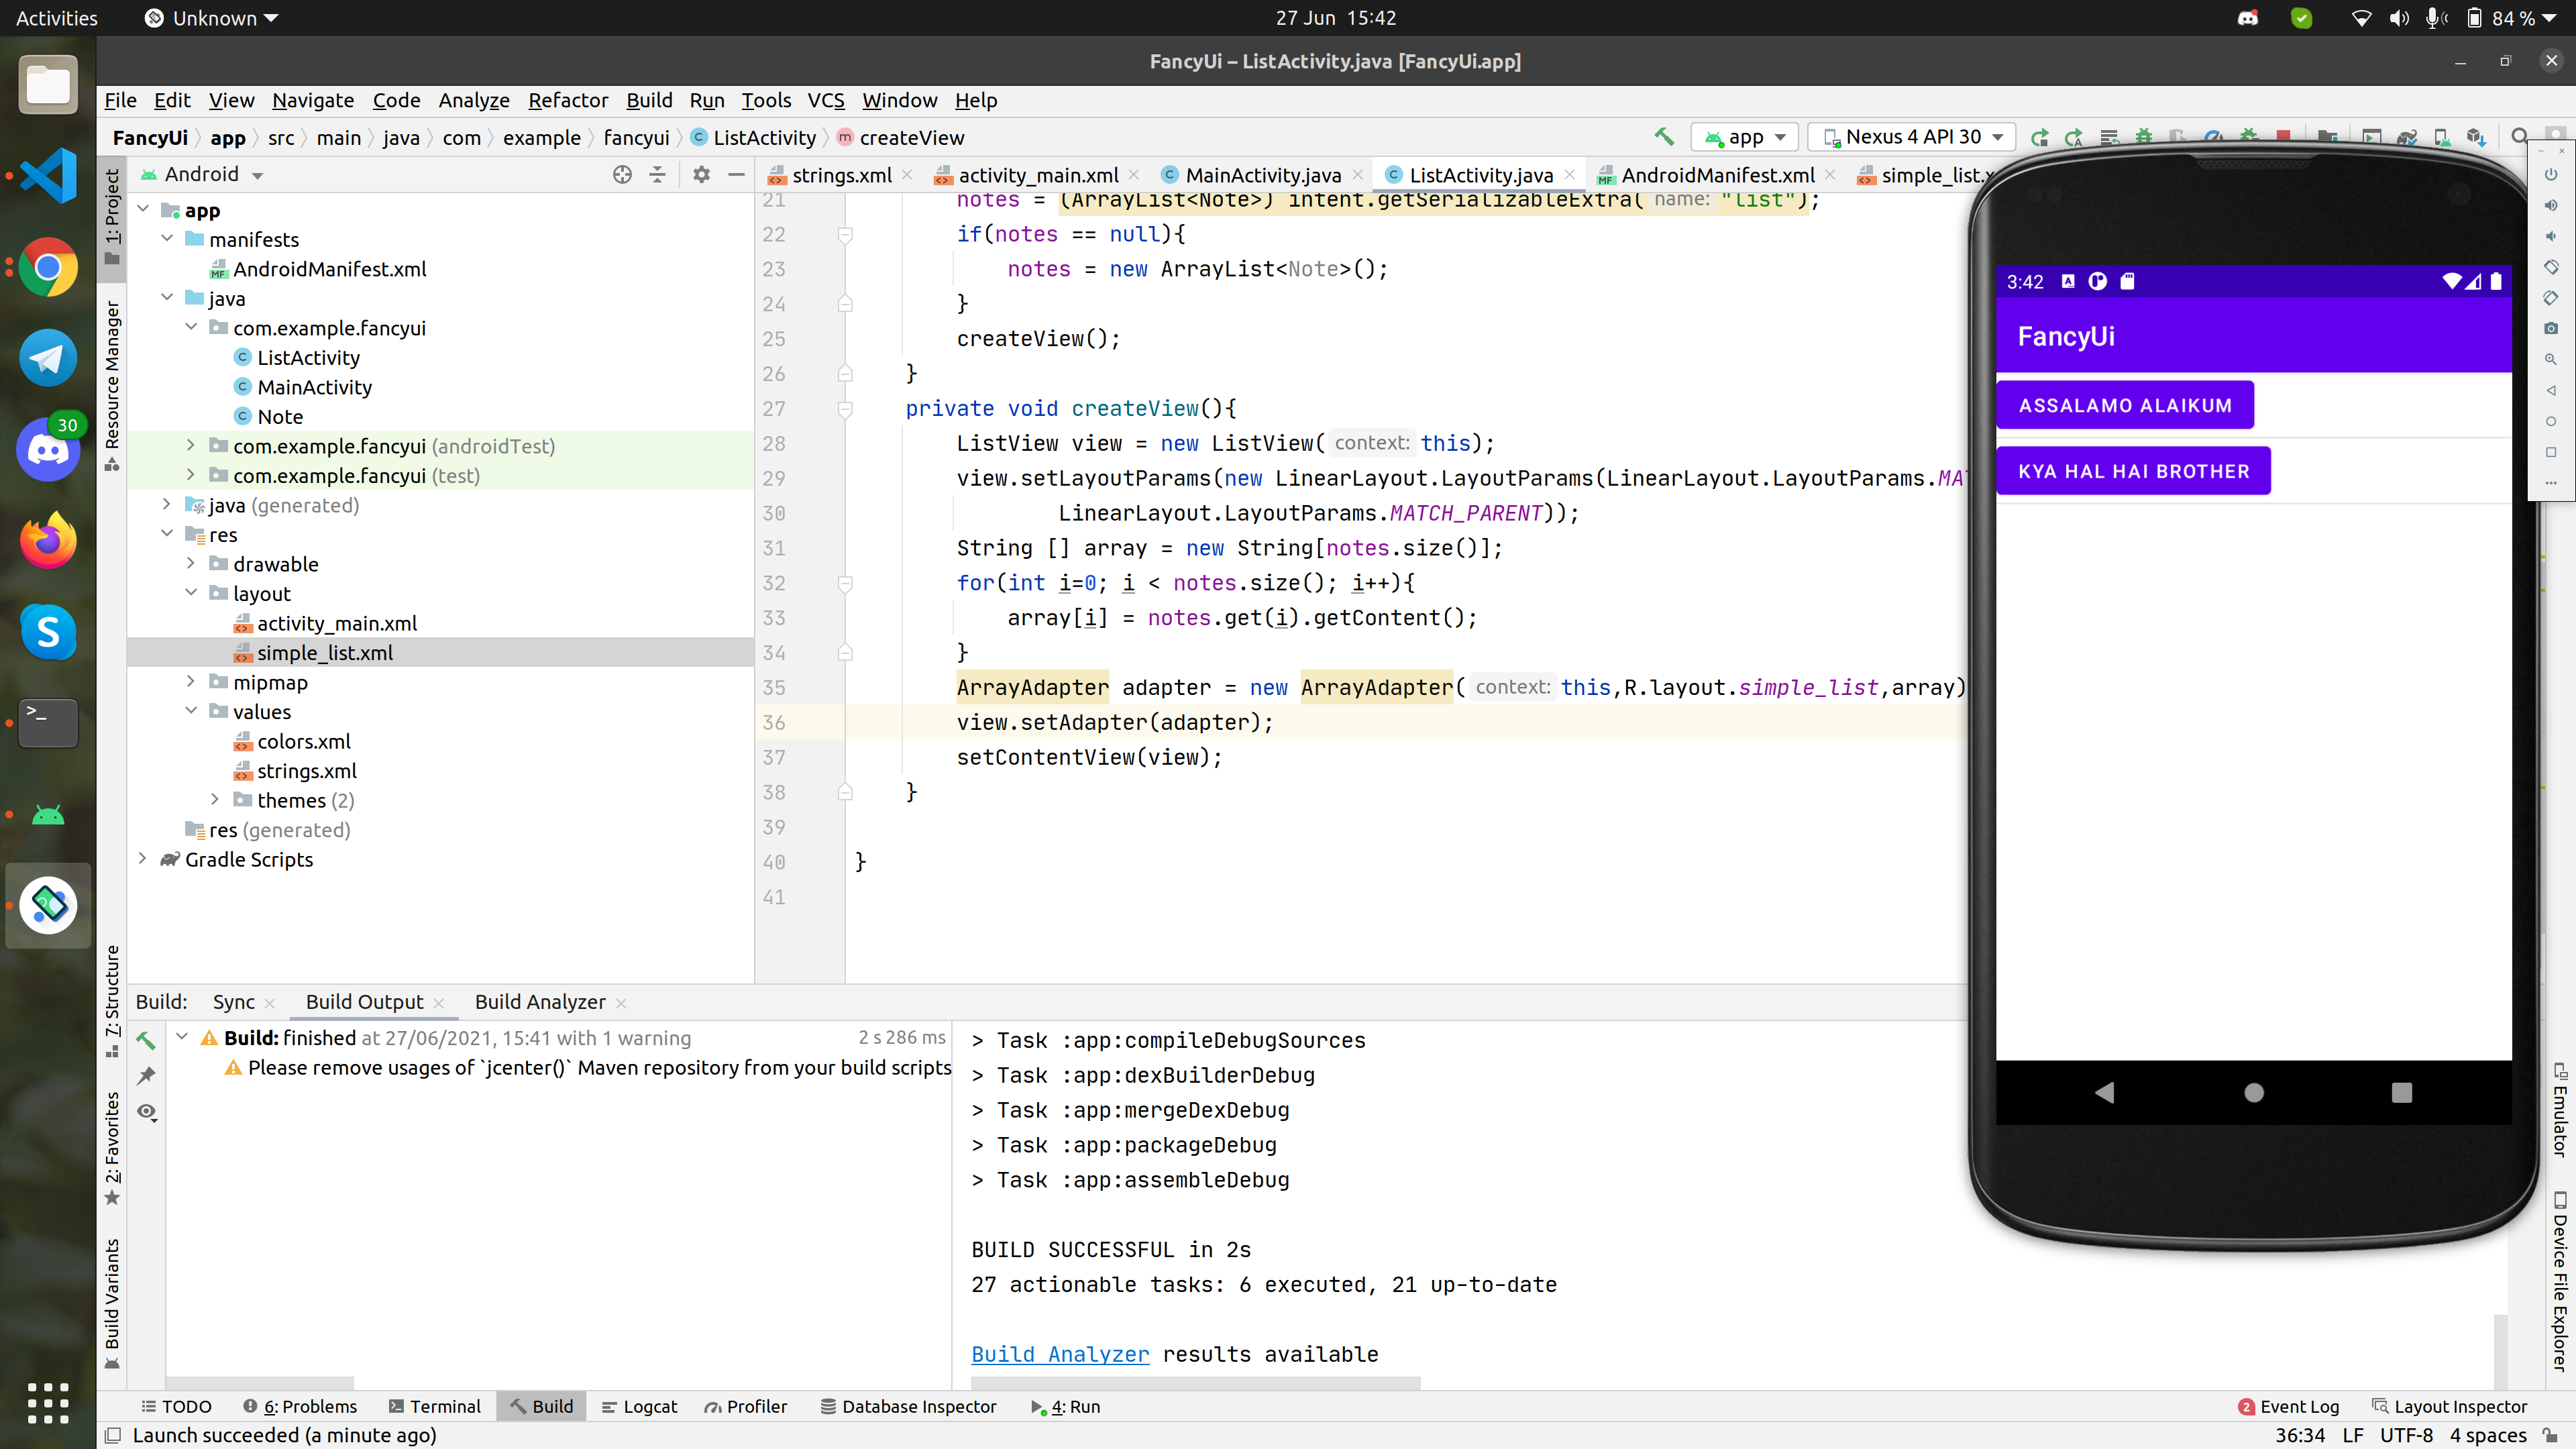 Activities
Unknown
27 Jun 15:42
84 %
FancyUi – ListActivity.java [FancyUi.app]
File Edit View Navigate Code Analyze Refactor Build Run Tools VCS Window Help
FancyUi app src main java com example fancyui ListActivity createView
app
Nexus 4 API 30
1: Project
Resource Manager
7: Structure
2: Favorites
Build Variants
Android
app
manifests
AndroidManifest.xml
java
com.example.fancyui
ListActivity
MainActivity
Note
com.example.fancyui (androidTest)
com.example.fancyui (test)
java (generated)
res
drawable
layout
activity_main.xml
simple_list.xml
mipmap
values
colors.xml
strings.xml
themes (2)
res (generated)
Gradle Scripts
30
strings.xml activity_main.xml MainActivity.java ListActivity.java AndroidManifest.xml simple_list.x
21 notes = (ArrayList<Note>) intent.getSerializableExtra( name: "list");
22 if(notes == null){
23 notes = new ArrayList<Note>();
24 }
25 createView();
26 }
27 private void createView(){
28 ListView view = new ListView( context: this);
29 view.setLayoutParams(new LinearLayout.LayoutParams(LinearLayout.LayoutParams.MA
30 LinearLayout.LayoutParams.MATCH_PARENT));
31 String [] array = new String[notes.size()];
32 for(int i=0; i < notes.size(); i++){
33 array[i] = notes.get(i).getContent();
34 }
35 ArrayAdapter adapter = new ArrayAdapter( context: this,R.layout.simple_list,array)
36 view.setAdapter(adapter);
37 setContentView(view);
38 }
39
40 }
41
3:42
FancyUi
ASSALAMO ALAIKUM
KYA HAL HAI BROTHER
Build: Sync Build Output Build Analyzer
Build: finished at 27/06/2021, 15:41 with 1 warning 2 s 286 ms
Please remove usages of `jcenter()` Maven repository from your build scripts
> Task :app:compileDebugSources
> Task :app:dexBuilderDebug
> Task :app:mergeDexDebug
> Task :app:packageDebug
> Task :app:assembleDebug
BUILD SUCCESSFUL in 2s
27 actionable tasks: 6 executed, 21 up-to-date
Build Analyzer results available
Emulator
Device File Explorer
TODO 6: Problems Terminal Build Logcat Profiler Database Inspector 4: Run
2 Event Log Layout Inspector
Launch succeeded (a minute ago)
36:34 LF UTF-8 4 spaces